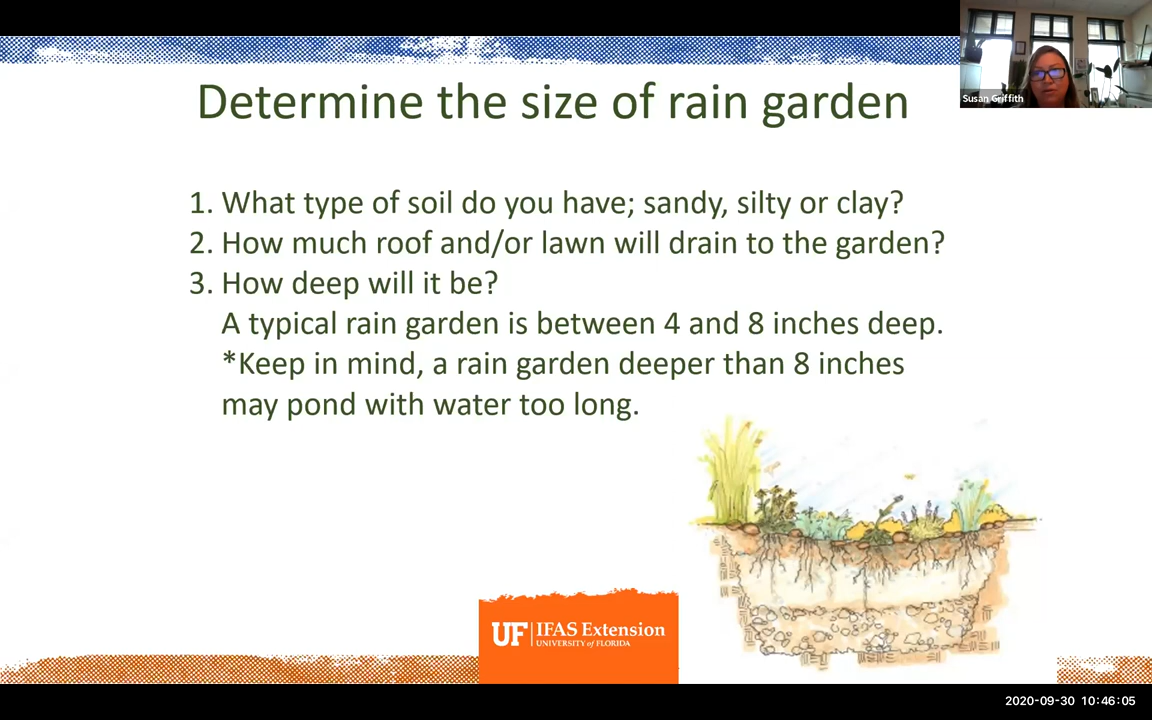 Determine the size of rain garden
Susan Griffith
1. What type of soil do you have; sandy, silty or clay?
2. How much roof and/or lawn will drain to the garden?
3. How deep will it be?
A typical rain garden is between 4 and 8 inches deep.
*Keep in mind, a rain garden deeper than 8 inches
may pond with water too long.
UF IFAS Extension
UNIVERSITY of FLORIDA
2020-09-30 10:46:05